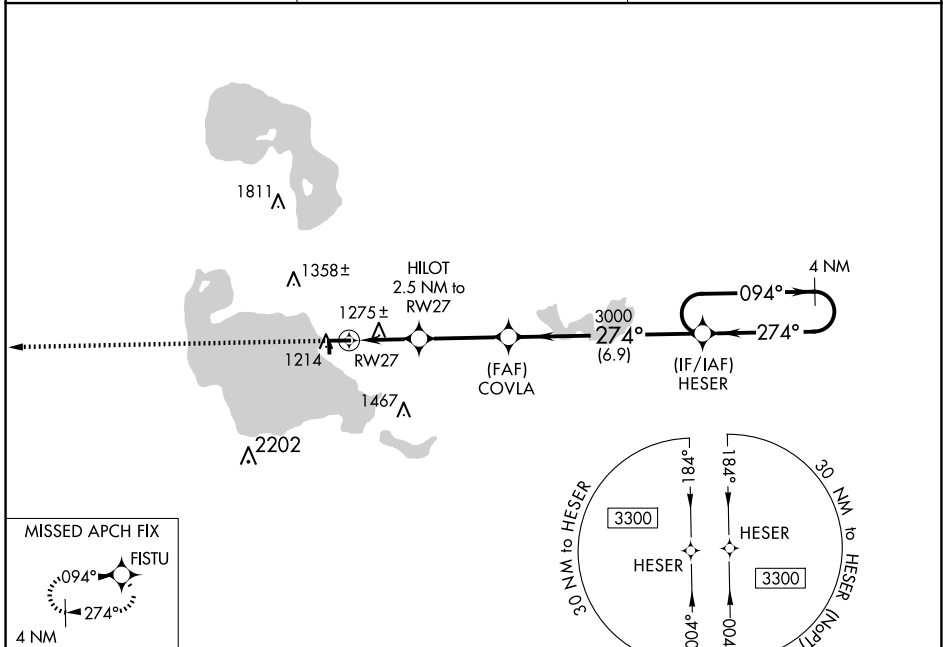 1811
1358±
HILOT
2.5 NM to
RW27
1275±
1214
RW27
1467
2202
(FAF)
COVLA
3000
274°
(6.9)
(IF/IAF)
HESER
094°
274°
4 NM
MISSED APCH FIX
FISTU
094°
274°
4 NM
30 NM to HESER
184°
3300
HESER
004°
184°
30 NM to HESER (NoPT)
HESER
3300
004